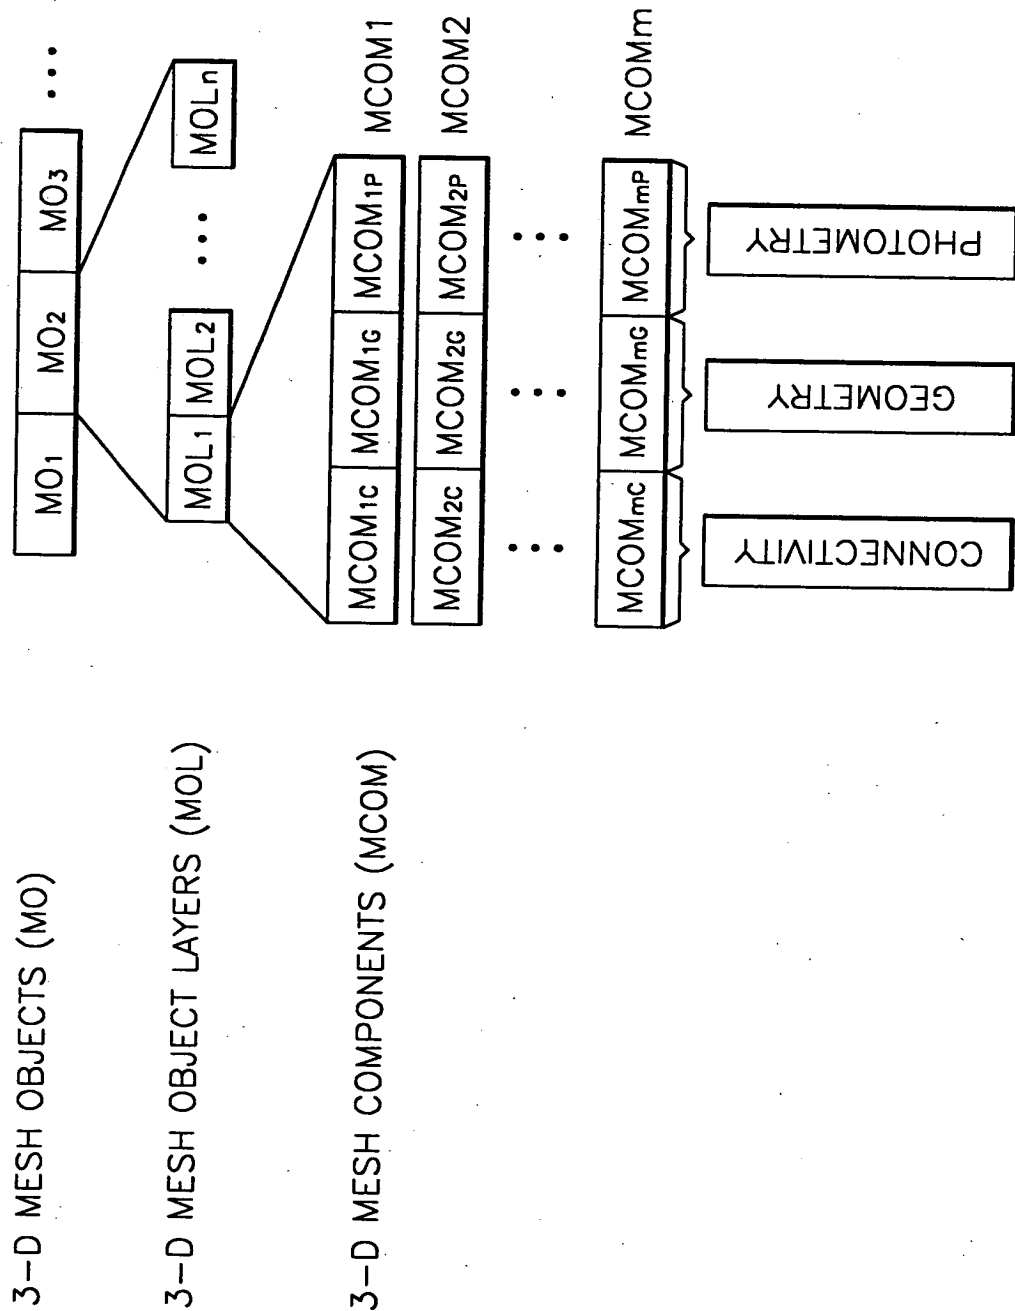 3-D MESH OBJECTS (MO)
MO1 MO2 MO3 ...
3-D MESH OBJECT LAYERS (MOL)
MOL1 MOL2 ... MOLn
3-D MESH COMPONENTS (MCOM)
MCOM1C MCOM1G MCOM1P MCOM1
MCOM2C MCOM2G MCOM2P MCOM2
... ... ...
MCOMmC MCOMmG MCOMmP MCOMm
CONNECTIVITY
GEOMETRY
PHOTOMETRY